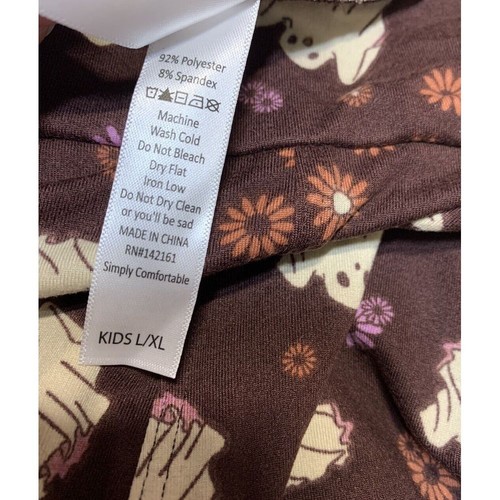 92% Polyester
8% Spandex
Machine
Wash Cold
Do Not Bleach
Dry Flat
Iron Low
Do Not Dry Clean
or you'll be sad
MADE IN CHINA
RN#142161
Simply Comfortable
KIDS L/XL